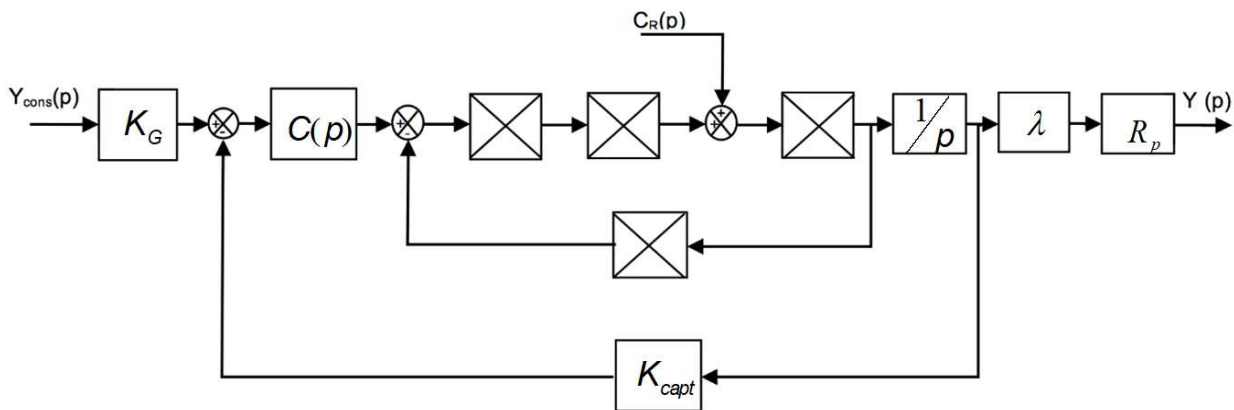 C_R(p)
Y_cons(p)
K_G
+
-
C(p)
+
-
+
+
1/p
λ
R_p
Y (p)
K_capt